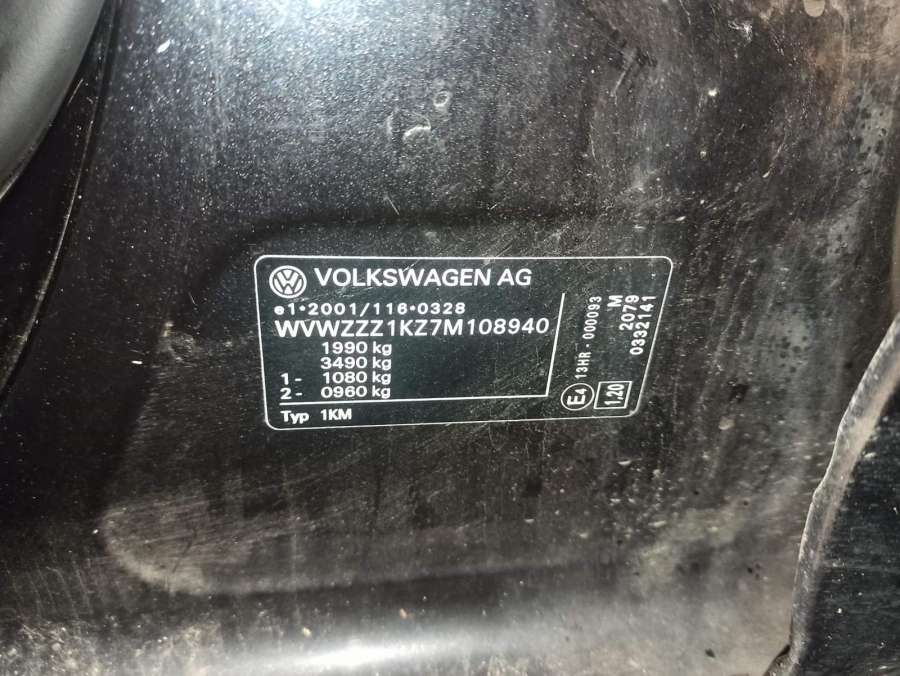 VOLKSWAGEN AG
e1*2001/116*0328
WVWZZZ1KZ7M108940
1990 kg
3490 kg
1- 1080 kg
2- 0960 kg
Typ 1KM
E4 13HR-000093
1.20
M
2079
0332141